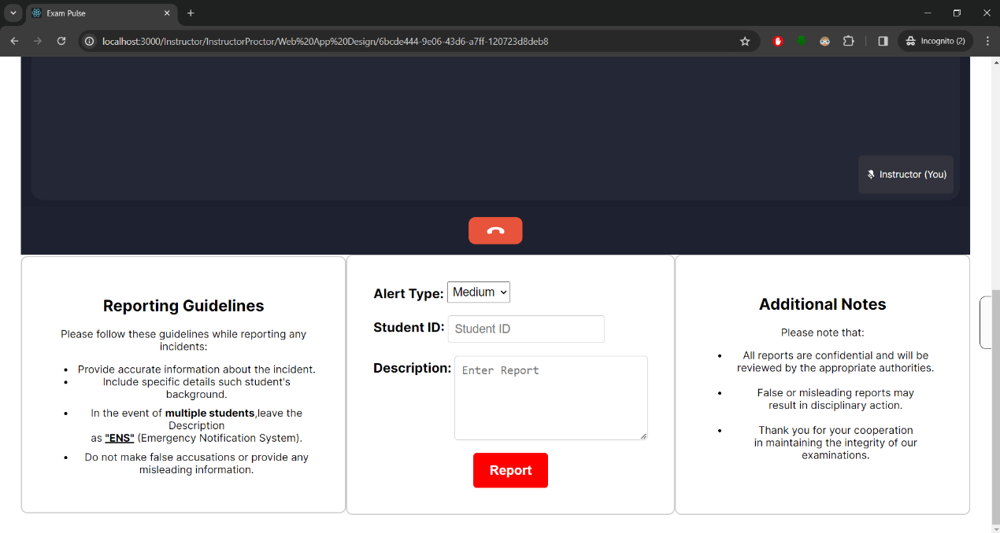 Exam Pulse
localhost:3000/Instructor/InstructorProctor/Web%20App%20Design/6bcde444-9e06-43d6-a7ff-120723d8deb8
Incognito (2)
Instructor (You)
Reporting Guidelines
Please follow these guidelines while reporting any
incidents:
• Provide accurate information about the incident.
• Include specific details such student's
background.
• In the event of multiple students,leave the
Description
as "ENS" (Emergency Notification System).
• Do not make false accusations or provide any
misleading information.
Alert Type: Medium
Student ID: Student ID
Description: Enter Report
Report
Additional Notes
Please note that:
• All reports are confidential and will be
reviewed by the appropriate authorities.
• False or misleading reports may
result in disciplinary action.
• Thank you for your cooperation
in maintaining the integrity of our
examinations.